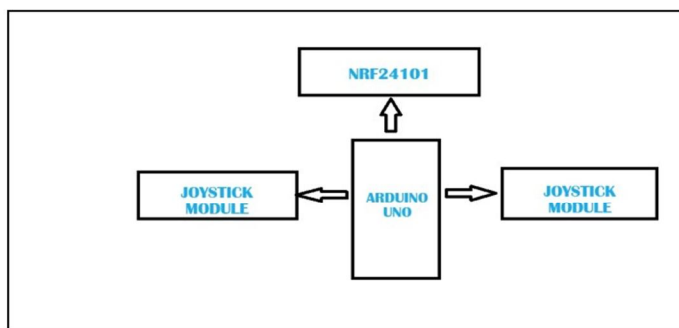 NRF24101
JOYSTICK
MODULE
ARDUINO
UNO
JOYSTICK
MODULE